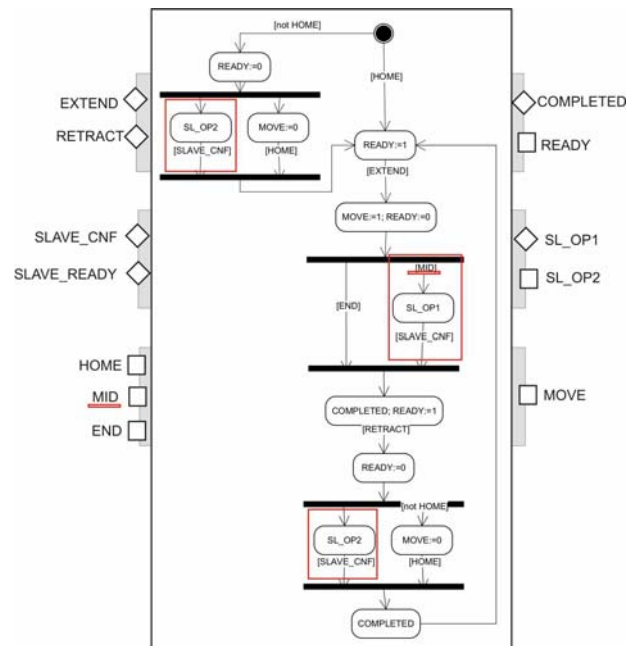 [not HOME]
READY:=0
[HOME]
EXTEND
COMPLETED
RETRACT
SL_OP2
MOVE:=0
READY:=1
READY
[SLAVE_CNF]
[HOME]
[EXTEND]
MOVE:=1; READY:=0
SLAVE_CNF
SL_OP1
SLAVE_READY
SL_OP2
[MID]
[END]
SL_OP1
[SLAVE_CNF]
HOME
MID
MOVE
END
COMPLETED; READY:=1
[RETRACT]
READY:=0
[not HOME]
SL_OP2
MOVE:=0
[SLAVE_CNF]
[HOME]
COMPLETED